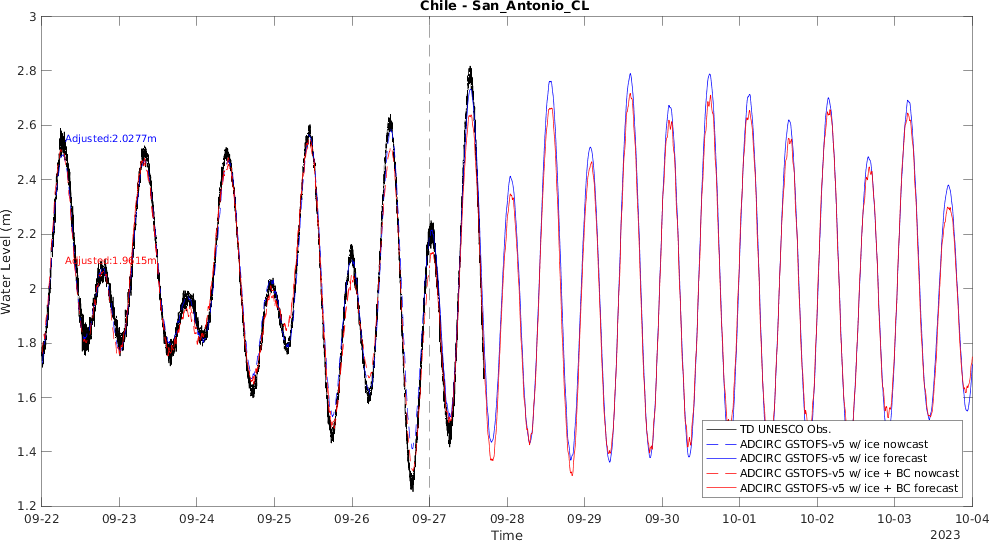 Chile - San_Antonio_CL
3
2.8
2.6
2.4
2.2
2
1.8
1.6
1.4
1.2
Water Level (m)
Adjusted:2.0277m
Adjusted:1.9615m
TD UNESCO Obs.
ADCIRC GSTOFS-v5 w/ ice nowcast
ADCIRC GSTOFS-v5 w/ ice forecast
ADCIRC GSTOFS-v5 w/ ice + BC nowcast
ADCIRC GSTOFS-v5 w/ ice + BC forecast
09-22 09-23 09-24 09-25 09-26 09-27 09-28 09-29 09-30 10-01 10-02 10-03 10-04
Time
2023